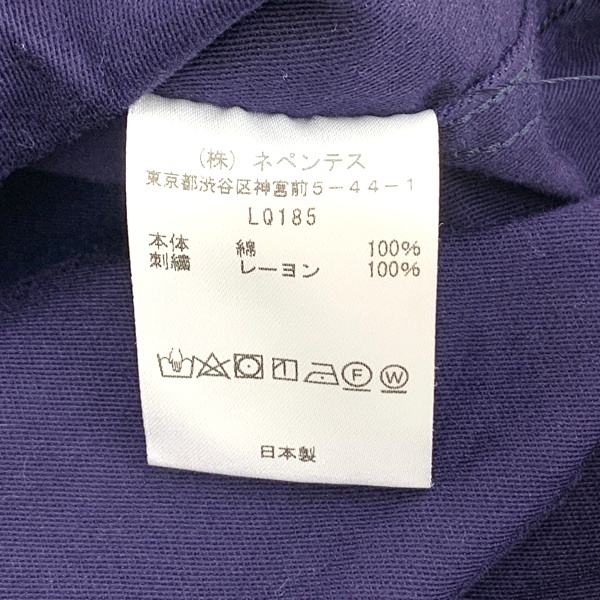 (株) ネペンテス
東京都渋谷区神宮前5-44-1
LQ185
本体 綿 100%
刺繍 レーヨン 100%
F W
日本製